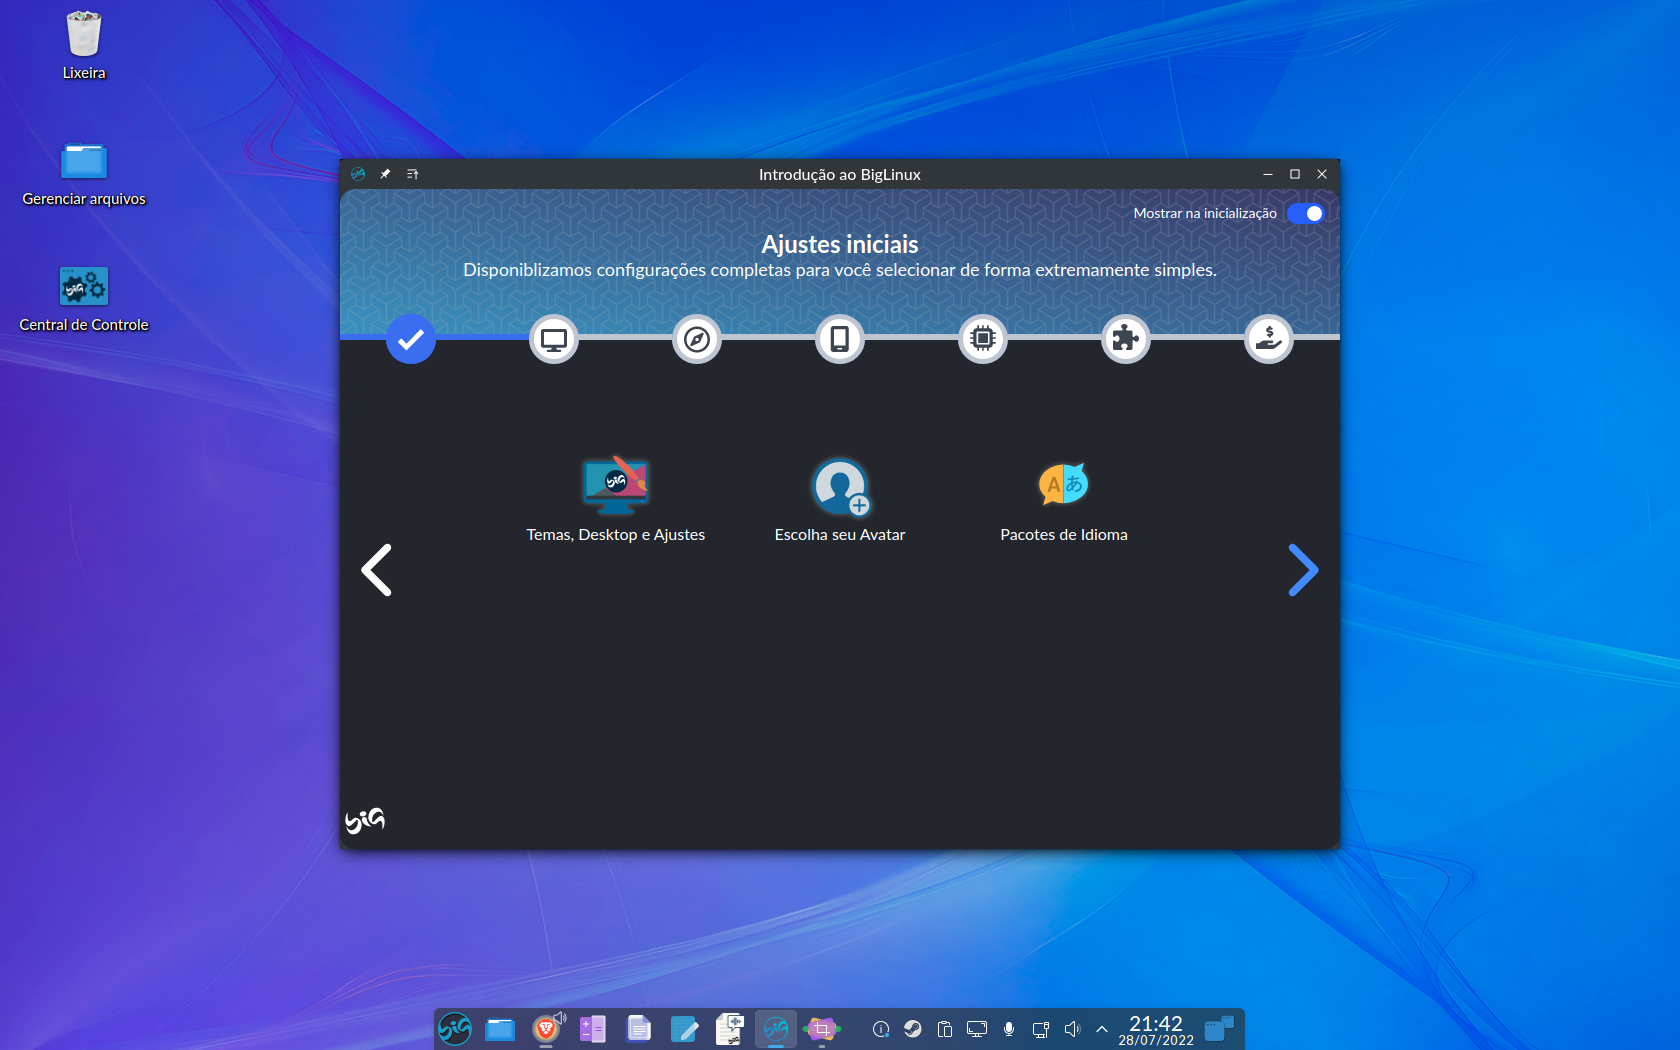 Lixeira
Gerenciar arquivos
Central de Controle
Introdução ao BigLinux
Mostrar na inicialização
Ajustes iniciais
Disponiblizamos configurações completas para você selecionar de forma extremamente simples.
Temas, Desktop e Ajustes
Escolha seu Avatar
Pacotes de Idioma
big
21:42
28/07/2022